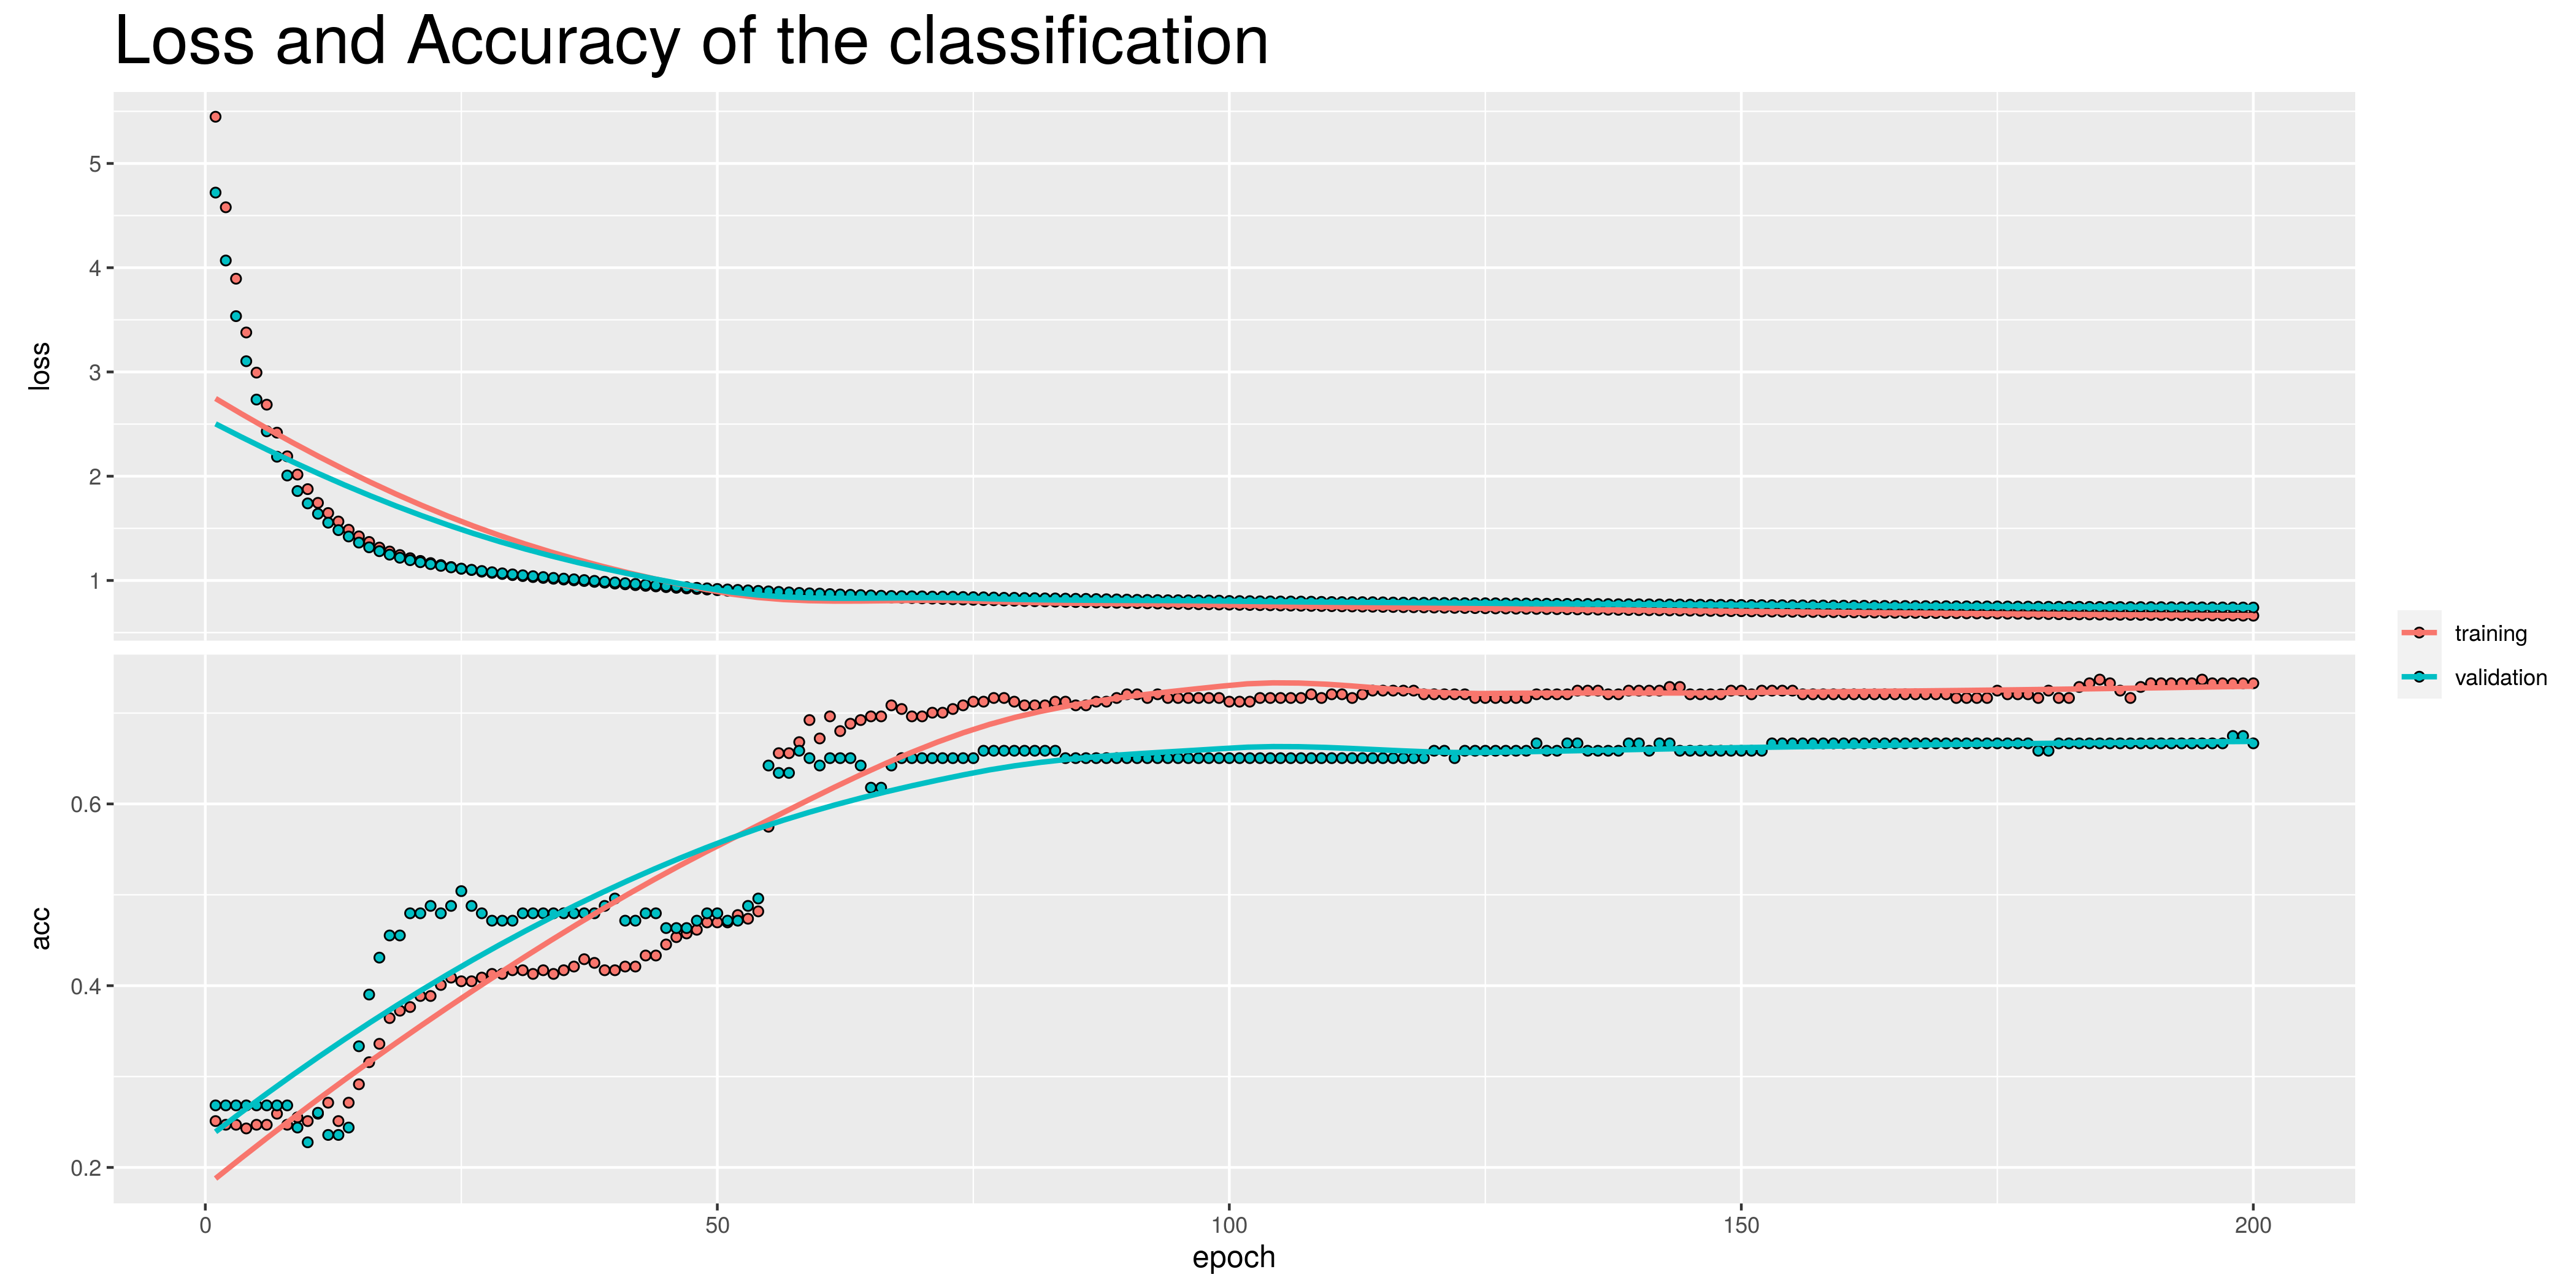 Loss and Accuracy of the classification
5
4
3
2
1
loss
0.6
0.4
0.2
acc
0 50 100 150 200
epoch
training
validation